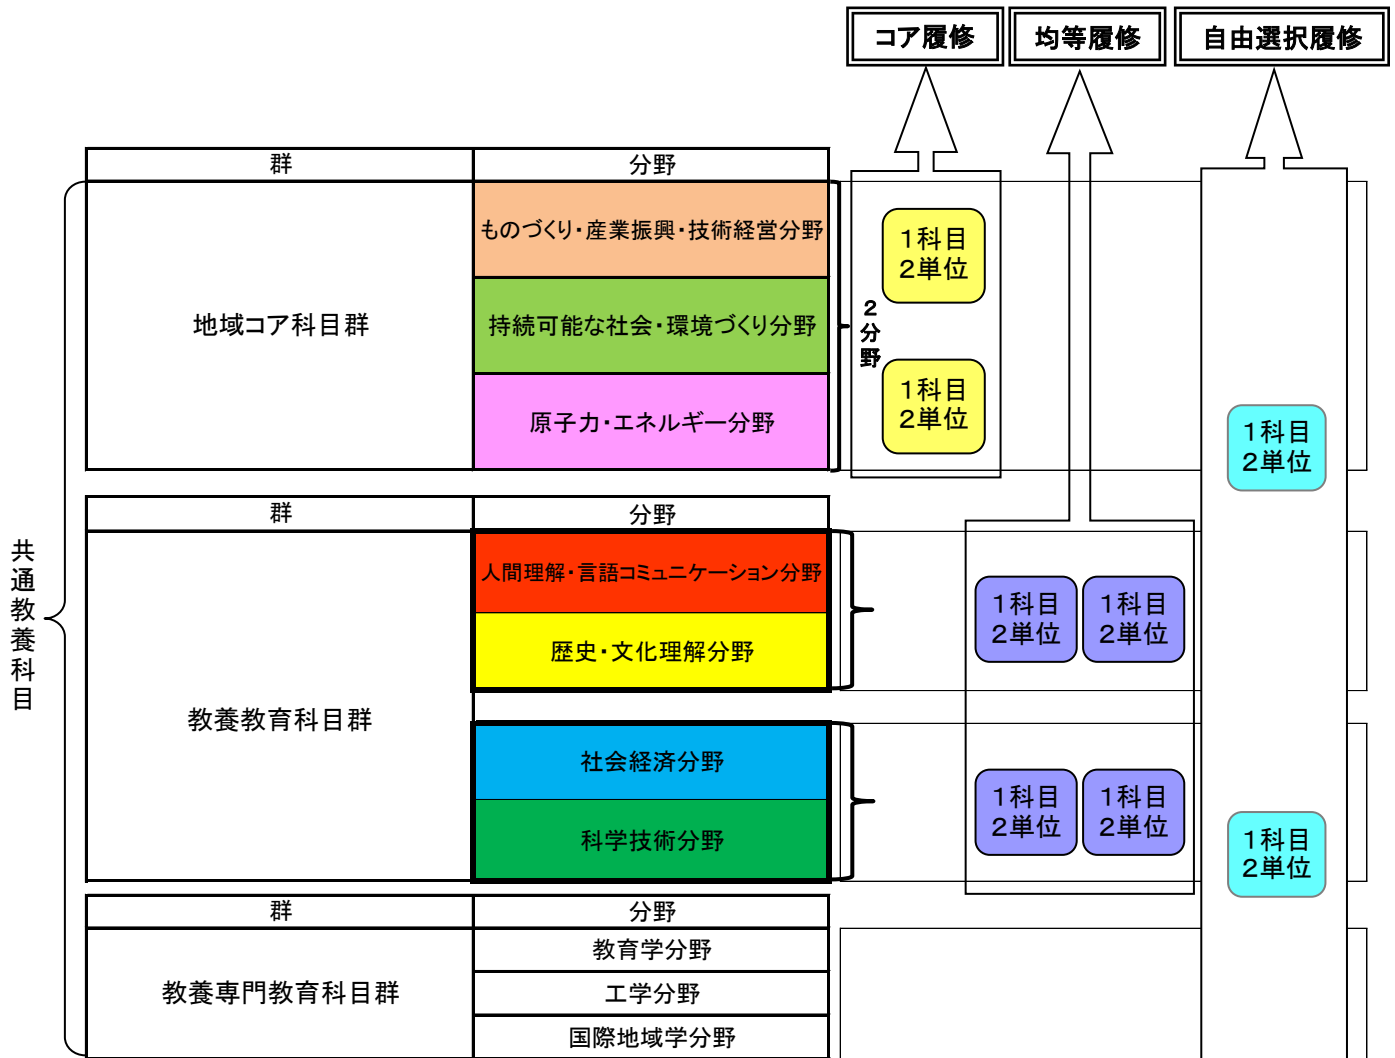 コア履修
均等履修
自由選択履修
群
分野
ものづくり・産業振興・技術経営分野
地域コア科目群
持続可能な社会・環境づくり分野
原子力・エネルギー分野
2分野
1科目
2単位
1科目
2単位
1科目
2単位
共通教養科目
群
分野
人間理解・言語コミュニケーション分野
歴史・文化理解分野
教養教育科目群
社会経済分野
科学技術分野
1科目
2単位
1科目
2単位
1科目
2単位
1科目
2単位
1科目
2単位
群
分野
教養専門教育科目群
教育学分野
工学分野
国際地域学分野